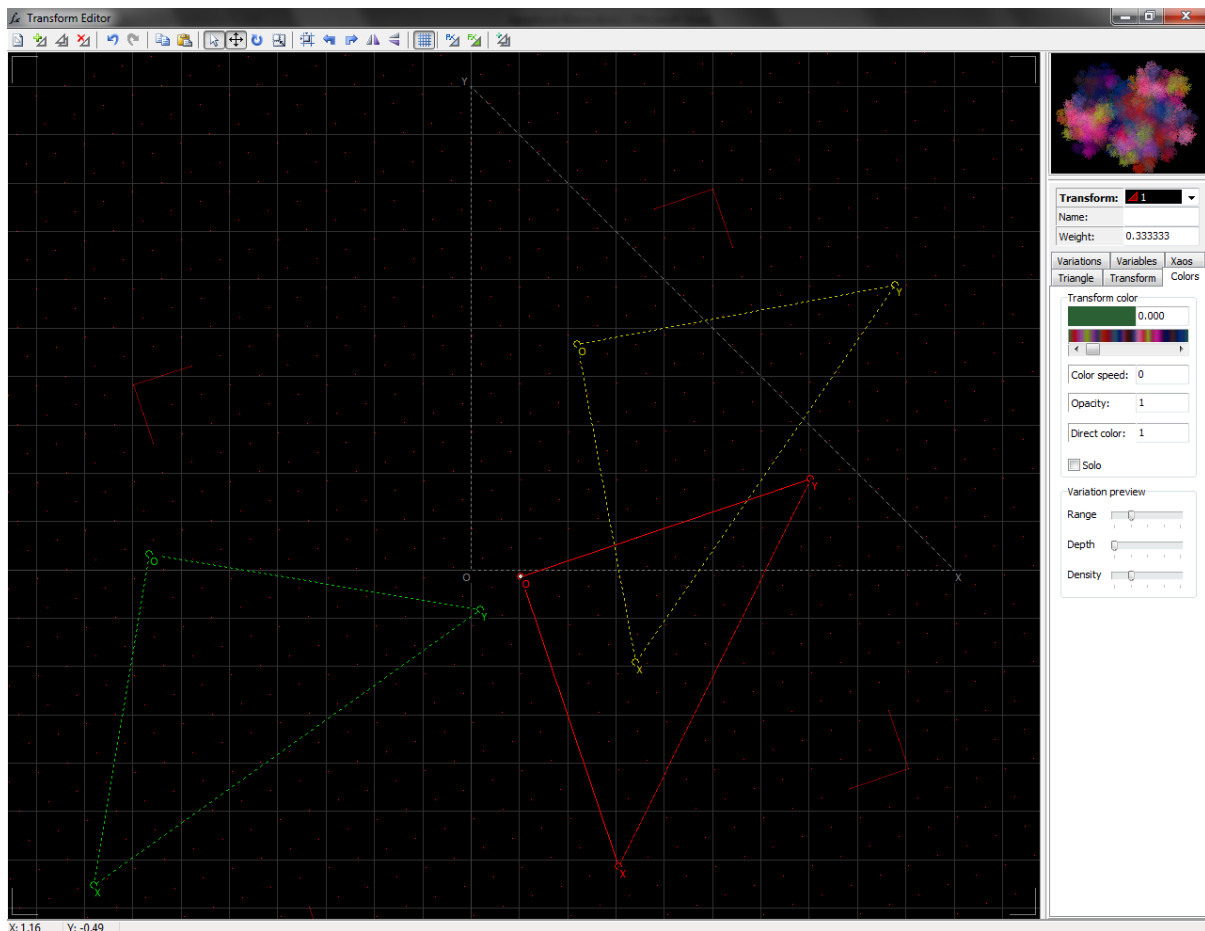 Transform Editor
Y
O
X
O
Y
X
O
Y
X
O
Y
X
Transform: 1
Name:
Weight: 0.333333
Variations Variables Xaos
Triangle Transform Colors
Transform color
0.000
Color speed: 0
Opacity: 1
Direct color: 1
Solo
Variation preview
Range
Depth
Density
X: 1.16 Y: -0.49